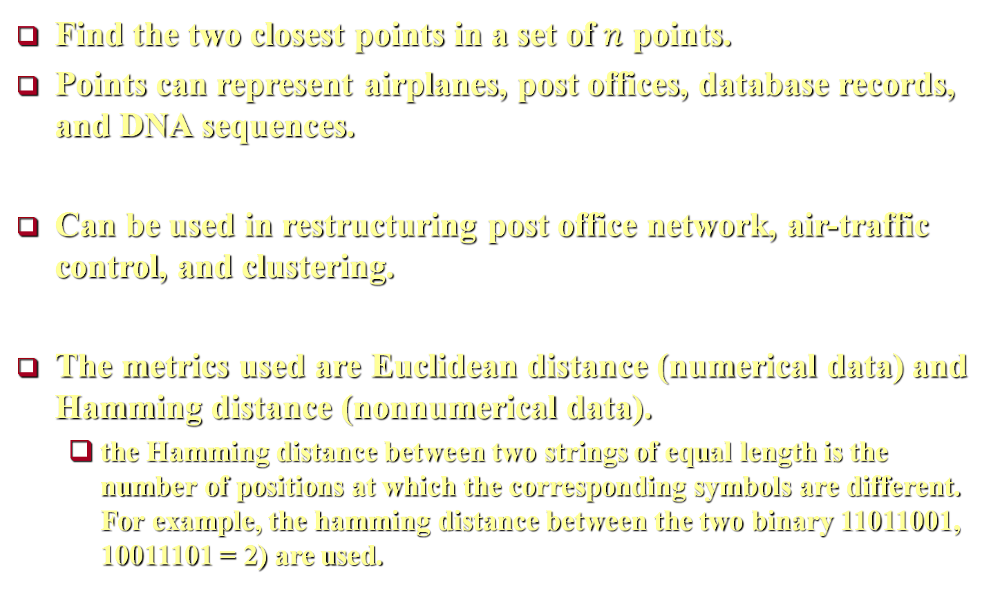 Find the two closest points in a set of n points.
Points can represent airplanes, post offices, database records,
and DNA sequences.
Can be used in restructuring post office network, air-traffic
control, and clustering.
The metrics used are Euclidean distance (numerical data) and
Hamming distance (nonnumerical data).
the Hamming distance between two strings of equal length is the
number of positions at which the corresponding symbols are different.
For example, the hamming distance between the two binary 11011001,
10011101 = 2) are used.